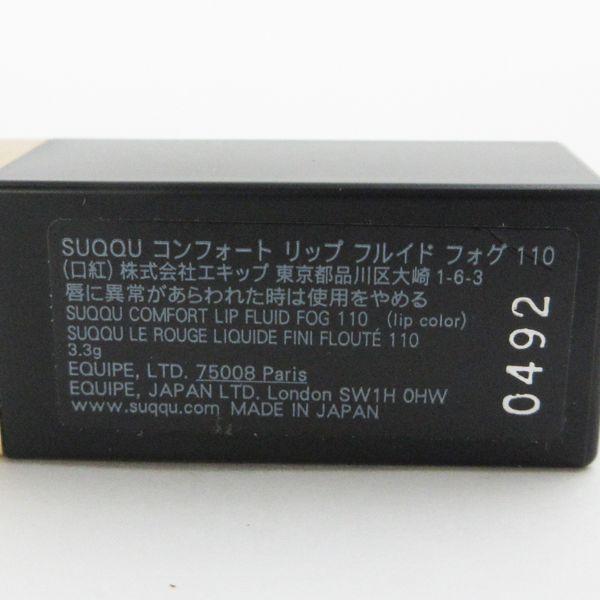 SUQQU コンフォート リップ フルイド フォグ 110
(口紅) 株式会社エキップ 東京都品川区大崎 1-6-3
唇に異常があらわれた時は使用をやめる
SUQQU COMFORT LIP FLUID FOG 110 (lip color)
SUQQU LE ROUGE LIQUIDE FINI FLOUTÉ 110
3.3g
EQUIPE, LTD. 75008 Paris
EQUIPE, JAPAN LTD. London SW1H 0HW
www.suqqu.com MADE IN JAPAN
0492